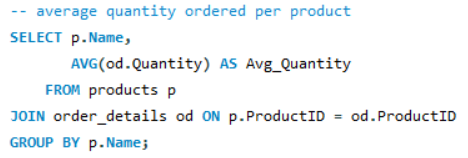 -- average quantity ordered per product
SELECT p.Name,
       AVG(od.Quantity) AS Avg_Quantity
    FROM products p
JOIN order_details od ON p.ProductID = od.ProductID
GROUP BY p.Name;